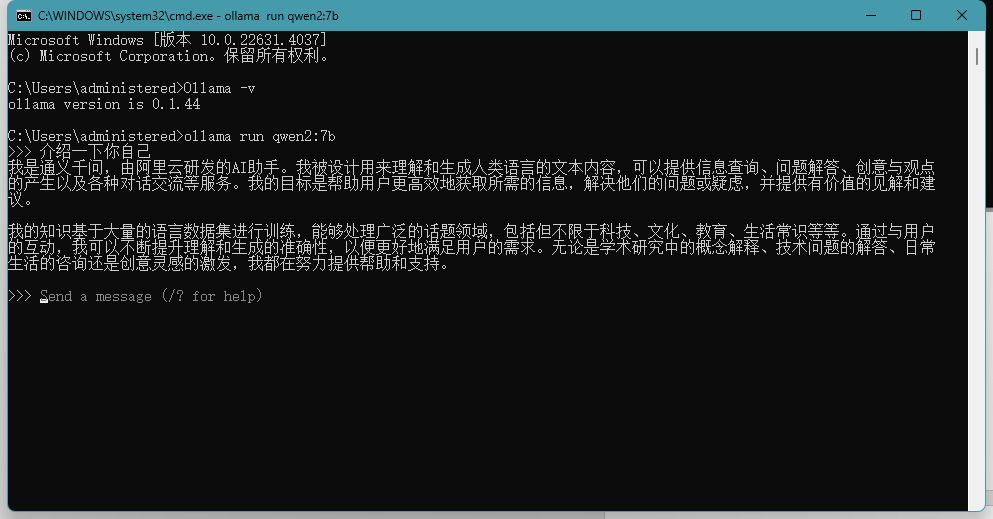 C:\WINDOWS\system32\cmd.exe - ollama  run qwen2:7b
Microsoft Windows [版本 10.0.22631.4037]
(c) Microsoft Corporation。保留所有权利。
C:\Users\administered>Ollama -v
ollama version is 0.1.44
C:\Users\administered>ollama run qwen2:7b
>>> 介绍一下你自己
我是通义千问，由阿里云研发的AI助手。我被设计用来理解和生成人类语言的文本内容，可以提供信息查询、问题解答、创意与观点
的产生以及各种对话交流等服务。我的目标是帮助用户更高效地获取所需的信息，解决他们的问题或疑虑，并提供有价值的见解和建
议。
我的知识基于大量的语言数据集进行训练，能够处理广泛的话题领域，包括但不限于科技、文化、教育、生活常识等等。通过与用户
的互动，我可以不断提升理解和生成的准确性，以便更好地满足用户的需求。无论是学术研究中的概念解释、技术问题的解答、日常
生活的咨询还是创意灵感的激发，我都在努力提供帮助和支持。
>>> Send a message (/? for help)